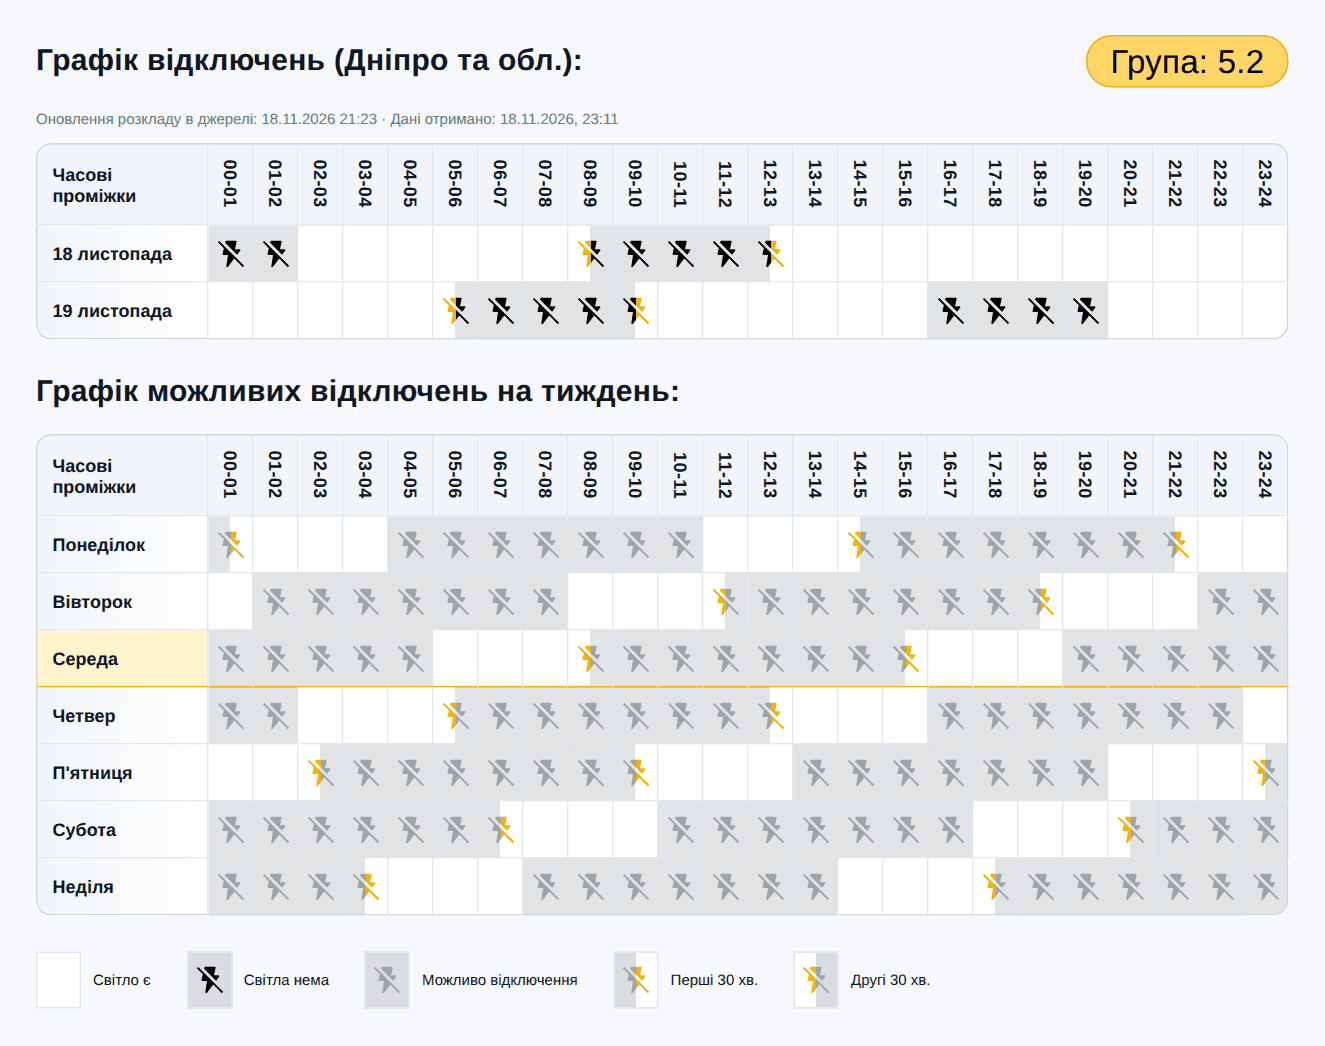 Графік відключень (Дніпро та обл.):
Група: 5.2
Оновлення розкладу в джерелі: 18.11.2026 21:23 · Дані отримано: 18.11.2026, 23:11
Часові
проміжки
00-01 01-02 02-03 03-04 04-05 05-06 06-07 07-08 08-09 09-10 10-11 11-12 12-13 13-14 14-15 15-16 16-17 17-18 18-19 19-20 20-21 21-22 22-23 23-24
18 листопада
19 листопада
Графік можливих відключень на тиждень:
Часові
проміжки
00-01 01-02 02-03 03-04 04-05 05-06 06-07 07-08 08-09 09-10 10-11 11-12 12-13 13-14 14-15 15-16 16-17 17-18 18-19 19-20 20-21 21-22 22-23 23-24
Понеділок
Вівторок
Середа
Четвер
П'ятниця
Субота
Неділя
Світло є
Світла нема
Можливо відключення
Перші 30 хв.
Другі 30 хв.